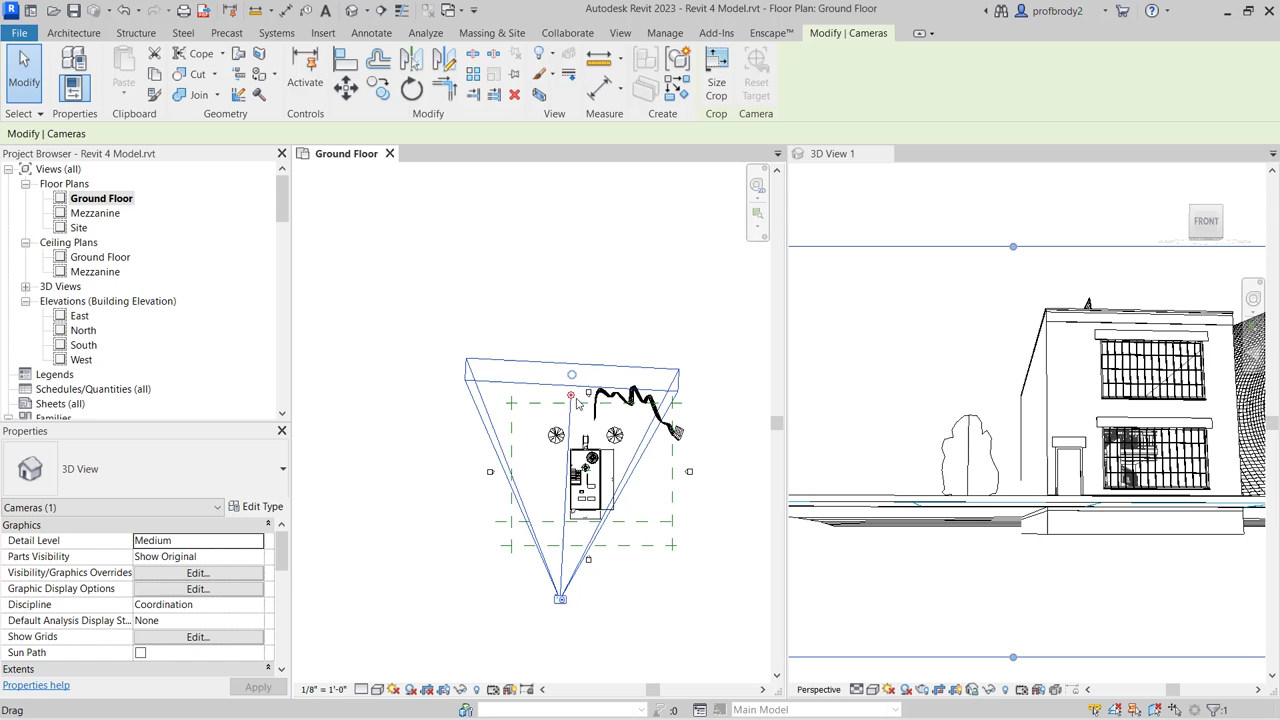 Autodesk Revit 2023 - Revit 4 Model.rvt - Floor Plan: Ground Floor
profbrody2
File Architecture Structure Steel Precast Systems Insert Annotate Analyze Massing & Site Collaborate View Manage Add-Ins Enscape™ Modify | Cameras
Modify
Paste
Cope
Cut
Join
Activate
Size Crop
Reset Target
Select Properties Clipboard Geometry Controls Modify View Measure Create Crop Camera
Modify | Cameras
Project Browser - Revit 4 Model.rvt
Ground Floor
3D View 1
Views (all)
Floor Plans
Ground Floor
Mezzanine
Site
Ceiling Plans
Ground Floor
Mezzanine
3D Views
Elevations (Building Elevation)
East
North
South
West
Legends
Schedules/Quantities (all)
Sheets (all)
Families
Properties
3D View
Cameras (1) Edit Type
Graphics
Detail Level Medium
Parts Visibility Show Original
Visibility/Graphics Overrides Edit...
Graphic Display Options Edit...
Discipline Coordination
Default Analysis Display St... None
Show Grids Edit...
Sun Path
Extents
Properties help Apply
FRONT
1/8" = 1'-0"
Perspective
Drag
:0
Main Model
:1